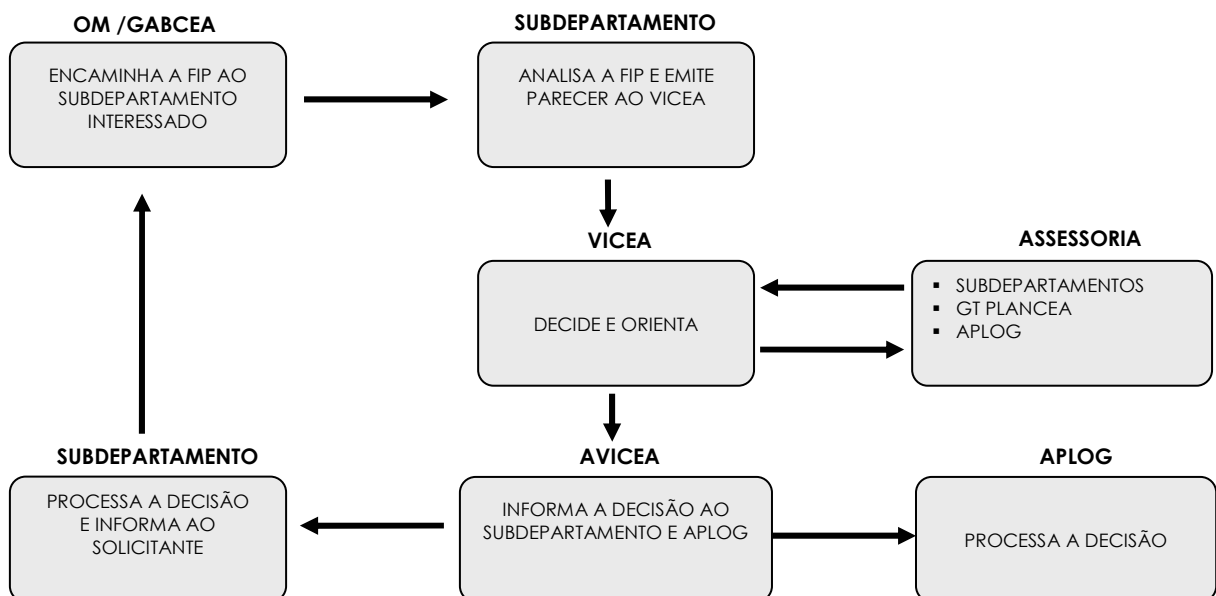 OM /GABCEA
ENCAMINHA A FIP AO
SUBDEPARTAMENTO
INTERESSADO
SUBDEPARTAMENTO
ANALISA A FIP E EMITE
PARECER AO VICEA
VICEA
DECIDE E ORIENTA
ASSESSORIA
▪ SUBDEPARTAMENTOS
▪ GT PLANCEA
▪ APLOG
SUBDEPARTAMENTO
PROCESSA A DECISÃO
E INFORMA AO
SOLICITANTE
AVICEA
INFORMA A DECISÃO AO
SUBDEPARTAMENTO E APLOG
APLOG
PROCESSA A DECISÃO